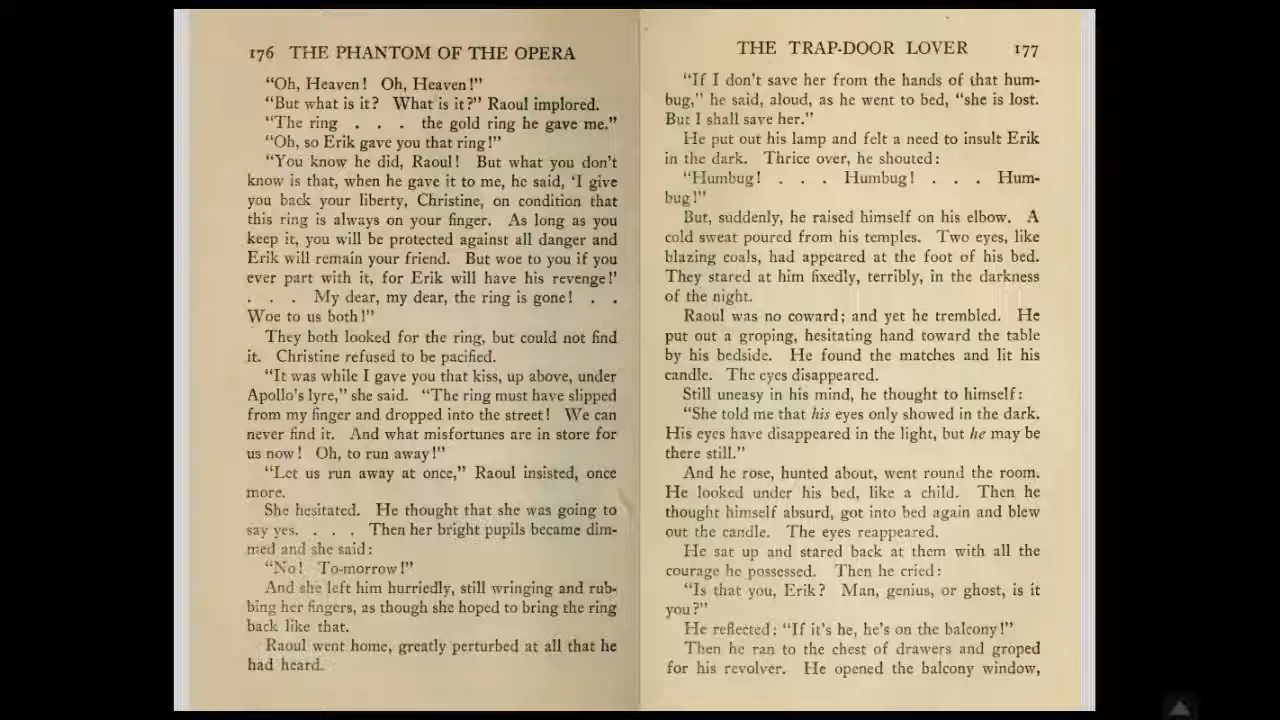 176 THE PHANTOM OF THE OPERA
“Oh, Heaven! Oh, Heaven!”
“But what is it? What is it?” Raoul implored.
“The ring . . . the gold ring he gave me.”
“Oh, so Erik gave you that ring!”
“You know he did, Raoul! But what you don’t
know is that, when he gave it to me, he said, ‘I give
you back your liberty, Christine, on condition that
this ring is always on your finger. As long as you
keep it, you will be protected against all danger and
Erik will remain your friend. But woe to you if you
ever part with it, for Erik will have his revenge!’
. . . My dear, my dear, the ring is gone! . .
Woe to us both!”
They both looked for the ring, but could not find
it. Christine refused to be pacified.
“It was while I gave you that kiss, up above, under
Apollo’s lyre,” she said. “The ring must have slipped
from my finger and dropped into the street! We can
never find it. And what misfortunes are in store for
us now! Oh, to run away!”
“Let us run away at once,” Raoul insisted, once
more.
She hesitated. He thought that she was going to
say yes. . . . Then her bright pupils became dim-
med and she said:
“No! To-morrow!”
And she left him hurriedly, still wringing and rub-
bing her fingers, as though she hoped to bring the ring
back like that.
Raoul went home, greatly perturbed at all that he
had heard.
THE TRAP-DOOR LOVER 177
“If I don’t save her from the hands of that hum-
bug,” he said, aloud, as he went to bed, “she is lost.
But I shall save her.”
He put out his lamp and felt a need to insult Erik
in the dark. Thrice over, he shouted:
“Humbug! . . . Humbug! . . . Hum-
bug!”
But, suddenly, he raised himself on his elbow. A
cold sweat poured from his temples. Two eyes, like
blazing coals, had appeared at the foot of his bed.
They stared at him fixedly, terribly, in the darkness
of the night.
Raoul was no coward; and yet he trembled. He
put out a groping, hesitating hand toward the table
by his bedside. He found the matches and lit his
candle. The eyes disappeared.
Still uneasy in his mind, he thought to himself:
“She told me that his eyes only showed in the dark.
His eyes have disappeared in the light, but he may be
there still.”
And he rose, hunted about, went round the room.
He looked under his bed, like a child. Then he
thought himself absurd, got into bed again and blew
out the candle. The eyes reappeared.
He sat up and stared back at them with all the
courage he possessed. Then he cried:
“Is that you, Erik? Man, genius, or ghost, is it
you?”
He reflected: “If it’s he, he’s on the balcony!”
Then he ran to the chest of drawers and groped
for his revolver. He opened the balcony window,